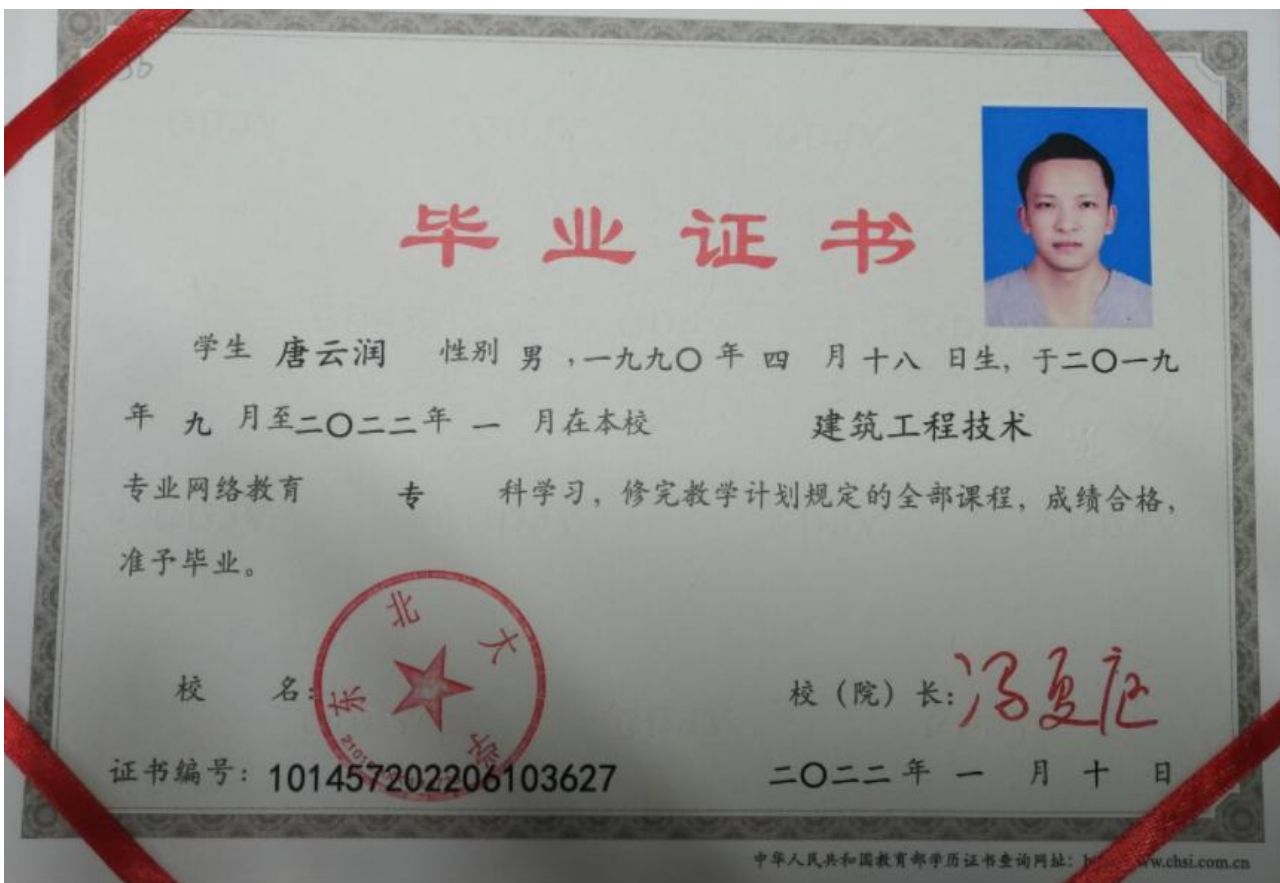 毕业证书
学生 唐云润 性别 男，一九九〇年 四 月 十八 日生，于二〇一九
年 九 月至二〇二二年 一 月在本校 建筑工程技术
专业网络教育 专 科学习，修完教学计划规定的全部课程，成绩合格，
准予毕业。
东北大学
校 名：
校（院）长：冯夏庭
证书编号：101457202206103627
二〇二二年 一 月 十 日
中华人民共和国教育部学历证书查询网址：
ww.chsi.com.cn